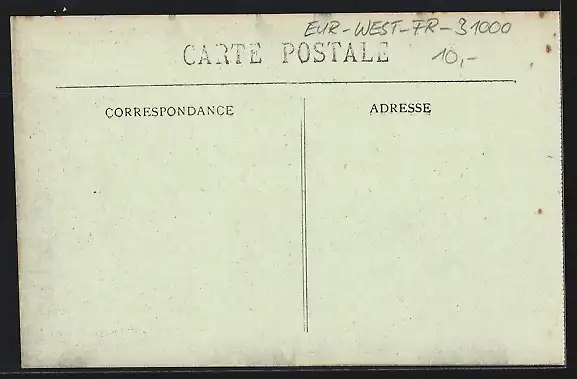 EUR-WEST-FR-31000
CARTE POSTALE
10,-
CORRESPONDANCE
ADRESSE